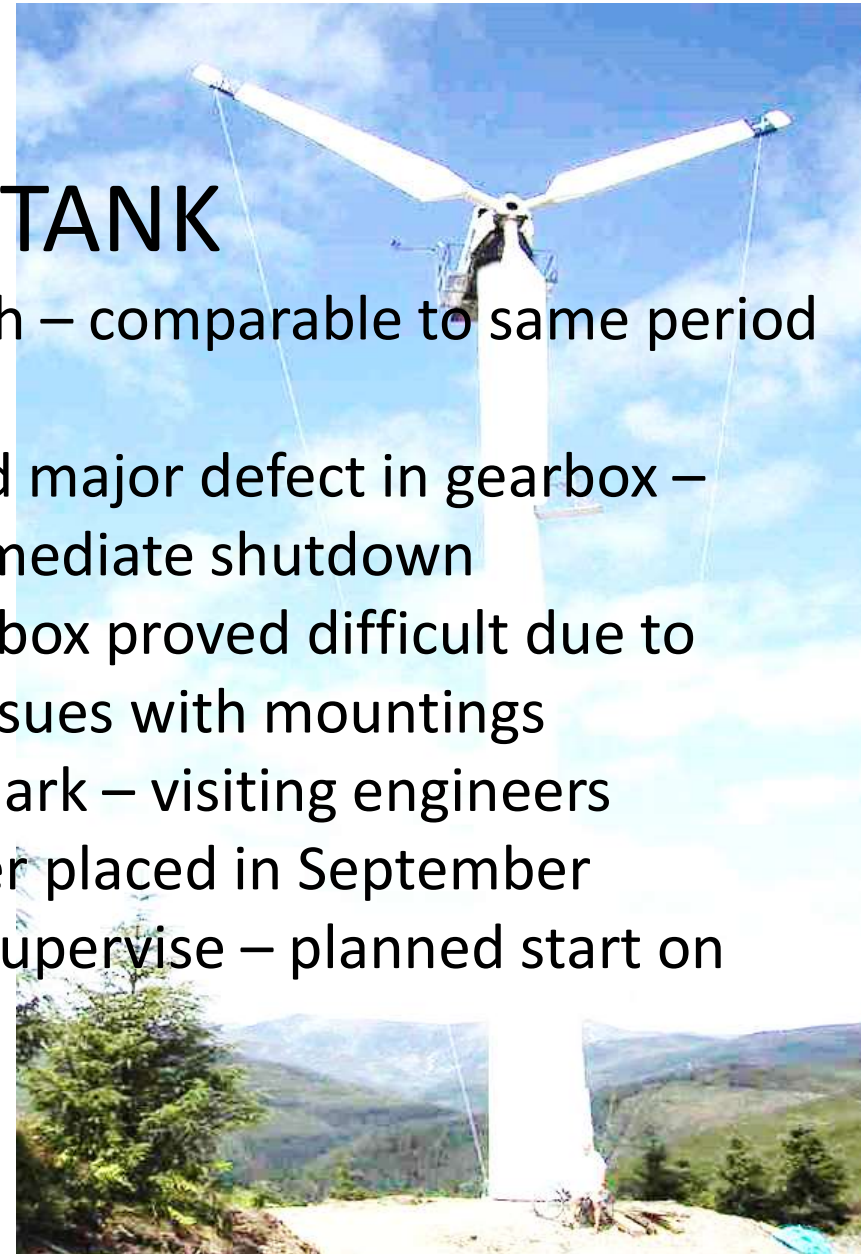 TANK
h – comparable to same period
d major defect in gearbox –
mediate shutdown
box proved difficult due to
sues with mountings
ark – visiting engineers
er placed in September
upervise – planned start on